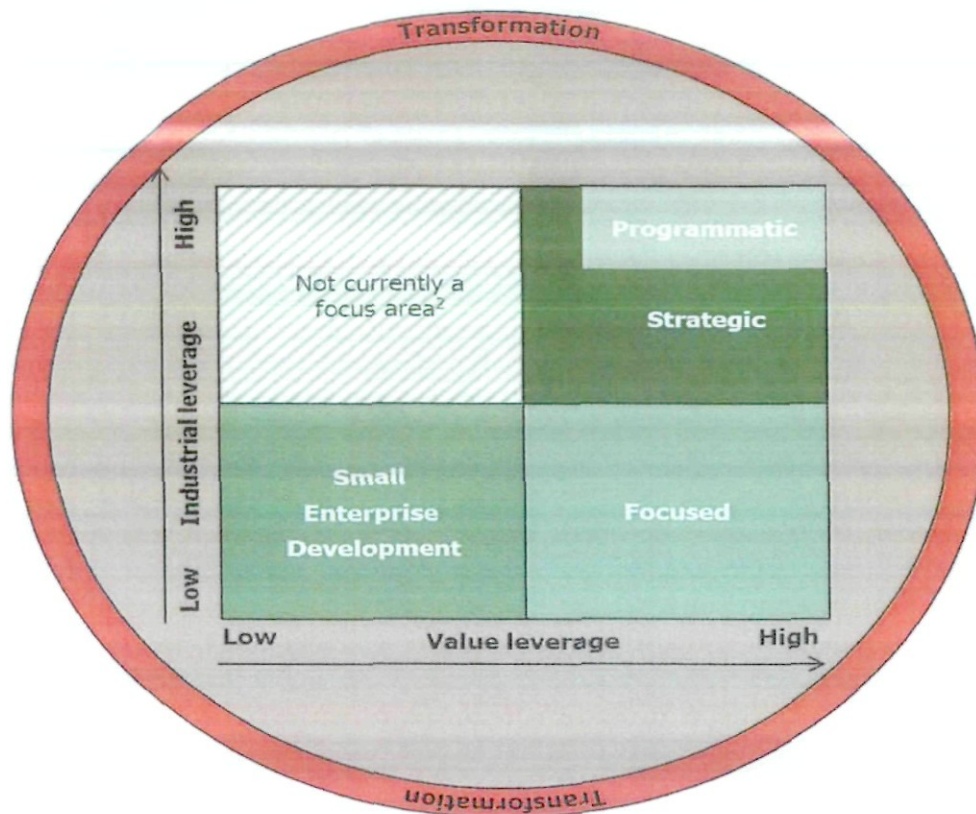 Transformation
High
Programmatic
Not currently a
focus area²
Strategic
Industrial leverage
Small
Enterprise
Development
Focused
Low
Low
Value leverage
High
Transformation